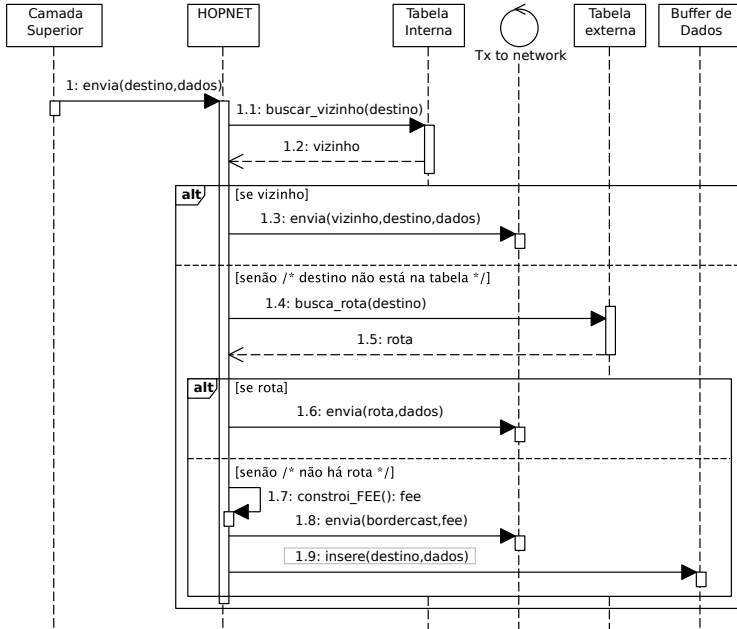 Camada
Superior
HOPNET
Tabela
Interna
Tx to network
Tabela
externa
Buffer de
Dados
1: envia(destino,dados)
1.1: buscar_vizinho(destino)
1.2: vizinho
alt
[se vizinho]
1.3: envia(vizinho,destino,dados)
[senão /* destino não está na tabela */]
1.4: busca_rota(destino)
1.5: rota
alt
[se rota]
1.6: envia(rota,dados)
[senão /* não há rota */]
1.7: constroi_FEE(): fee
1.8: envia(bordercast,fee)
1.9: insere(destino,dados)